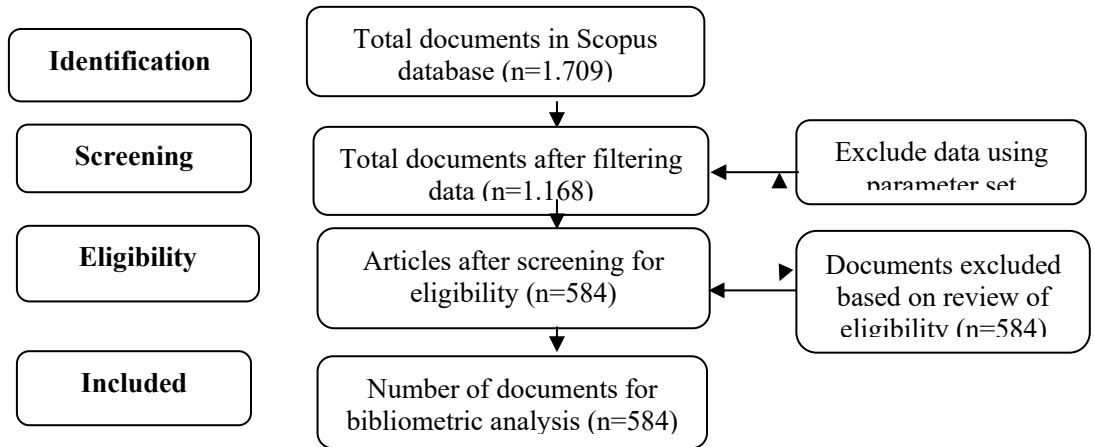 Identification
Total documents in Scopus
database (n=1.709)
Screening
Total documents after filtering
data (n=1.168)
Exclude data using
parameter set
Eligibility
Articles after screening for
eligibility (n=584)
Documents excluded
based on review of
eligibility (n=584)
Included
Number of documents for
bibliometric analysis (n=584)